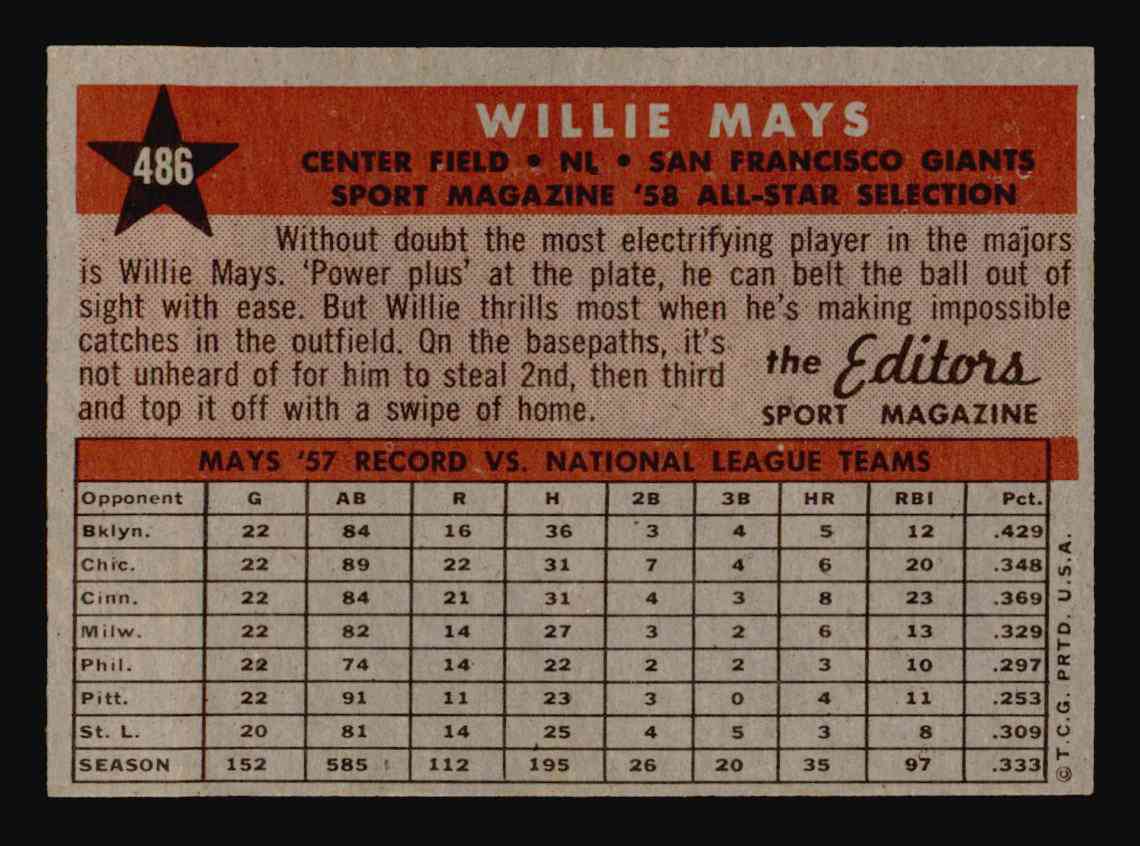 WILLIE MAYS
486
CENTER FIELD • NL • SAN FRANCISCO GIANTS
SPORT MAGAZINE '58 ALL-STAR SELECTION
Without doubt the most electrifying player in the majors
is Willie Mays. 'Power plus' at the plate, he can belt the ball out of
sight with ease. But Willie thrills most when he's making impossible
catches in the outfield. On the basepaths, it's
not unheard of for him to steal 2nd, then third
and top it off with a swipe of home.
the Editors
SPORT MAGAZINE
MAYS '57 RECORD VS. NATIONAL LEAGUE TEAMS
Opponent G AB R H 2B 3B HR RBI Pct.
Bklyn. 22 84 16 36 3 4 5 12 .429
Chic. 22 89 22 31 7 4 6 20 .348
Cinn. 22 84 21 31 4 3 8 23 .369
Milw. 22 82 14 27 3 2 6 13 .329
Phil. 22 74 14 22 2 2 3 10 .297
Pitt. 22 91 11 23 3 0 4 11 .253
St. L. 20 81 14 25 4 5 3 8 .309
SEASON 152 585 112 195 26 20 35 97 .333
© T.C.G. PRTD. U.S.A.